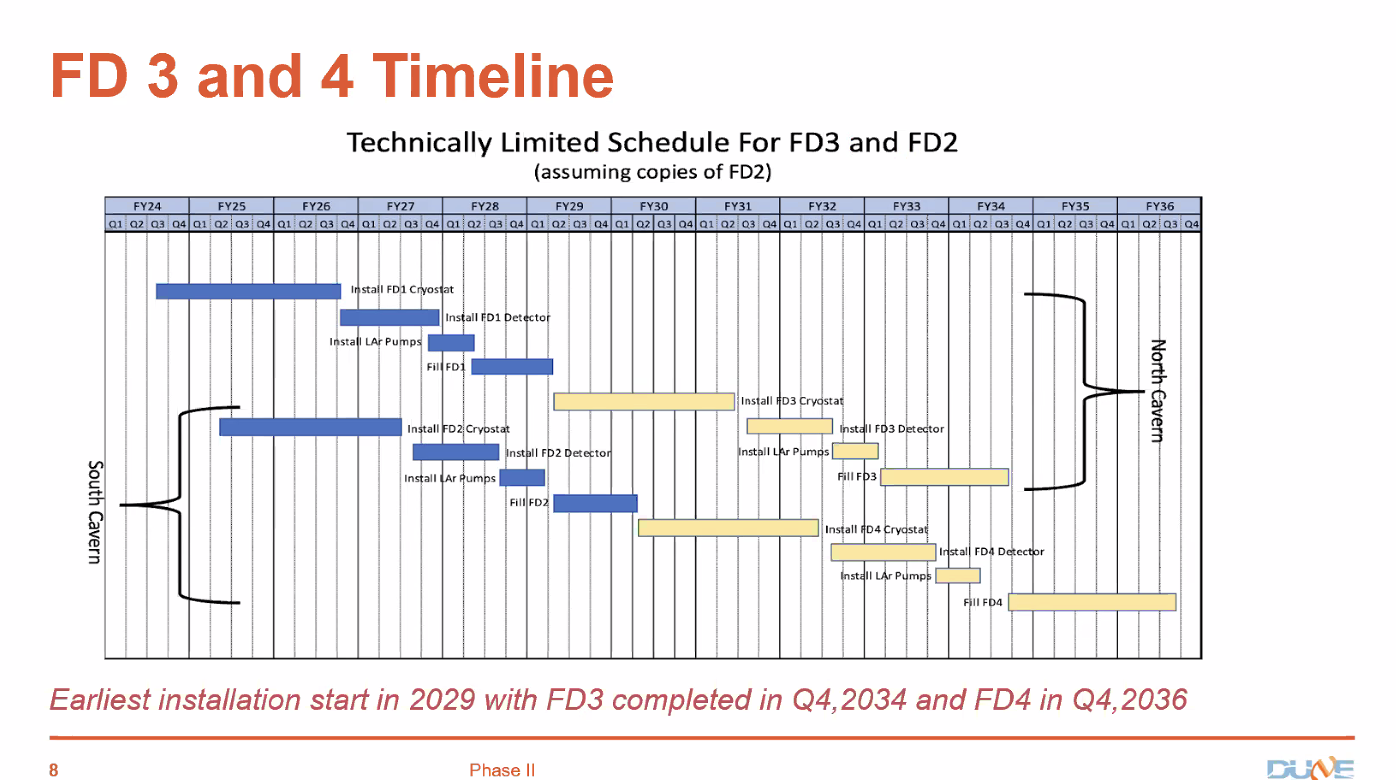 FD 3 and 4 Timeline
Technically Limited Schedule For FD3 and FD2
(assuming copies of FD2)
FY24 FY25 FY26 FY27 FY28 FY29 FY30 FY31 FY32 FY33 FY34 FY35 FY36
Q1 Q2 Q3 Q4 Q1 Q2 Q3 Q4 Q1 Q2 Q3 Q4 Q1 Q2 Q3 Q4 Q1 Q2 Q3 Q4 Q1 Q2 Q3 Q4 Q1 Q2 Q3 Q4 Q1 Q2 Q3 Q4 Q1 Q2 Q3 Q4 Q1 Q2 Q3 Q4 Q1 Q2 Q3 Q4 Q1 Q2 Q3 Q4 Q1 Q2 Q3 Q4
Install FD1 Cryostat
Install FD1 Detector
Install LAr Pumps
Fill FD1
Install FD3 Cryostat
Install FD2 Cryostat
Install FD3 Detector
Install FD2 Detector
Install LAr Pumps
Install LAr Pumps
Fill FD3
Fill FD2
Install FD4 Cryostat
Install FD4 Detector
Install LAr Pumps
Fill FD4
North Cavern
South Cavern
Earliest installation start in 2029 with FD3 completed in Q4,2034 and FD4 in Q4,2036
8
Phase II
DUNE